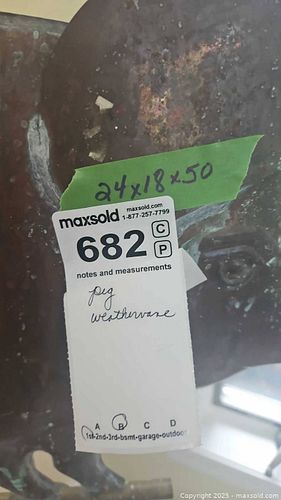 24x18x50
maxsold maxsold.com
1-877-257-7799
682 C
P
notes and measurements
pig
weathervane
A B C D
1st-2nd-3rd-bsmt-garage-outdoor
Copyright 2023 - maxsold.com